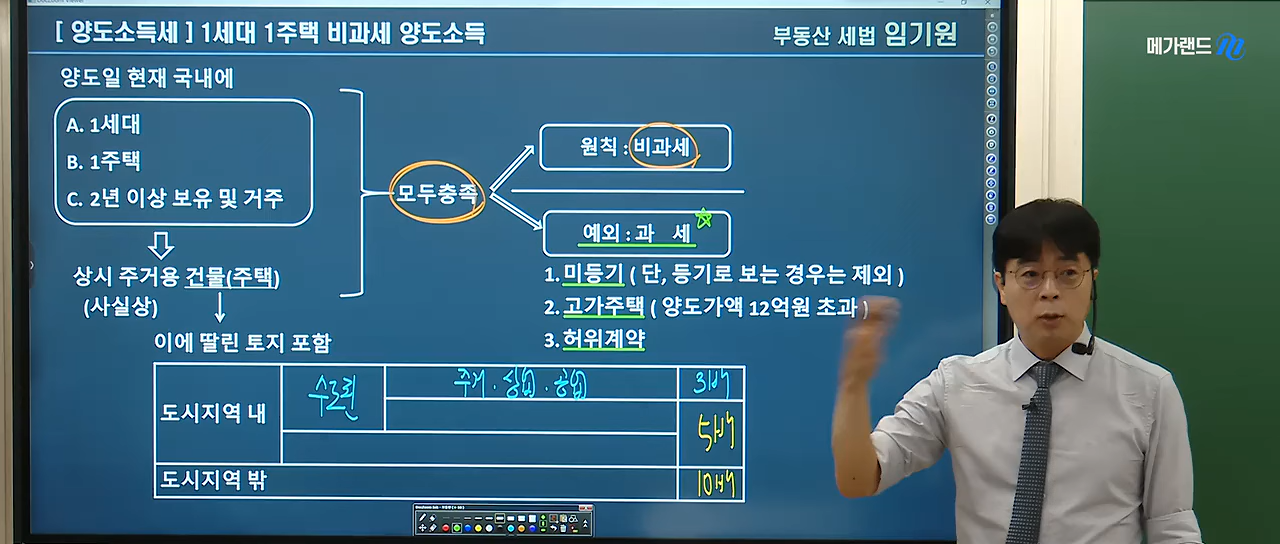 [ 양도소득세 ] 1세대 1주택 비과세 양도소득
부동산 세법 임기원
메가랜드
양도일 현재 국내에
A. 1세대
B. 1주택
C. 2년 이상 보유 및 거주
모두충족
원칙 : 비과세
예외 : 과 세
상시 주거용 건물(주택)
(사실상)
이에 딸린 토지 포함
1. 미등기 ( 단, 등기로 보는 경우는 제외 )
2. 고가주택 ( 양도가액 12억원 초과 )
3. 허위계약
도시지역 내
수도권
주거 . 상업 . 공업
3배
5배
도시지역 밖
10배